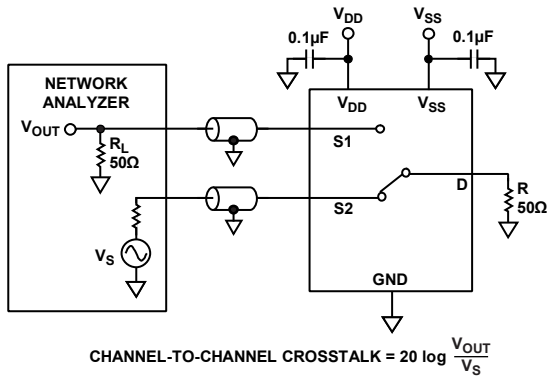 V_DD
V_SS
0.1µF
0.1µF
NETWORK
ANALYZER
V_DD
V_SS
V_OUT
S1
R_L
50Ω
S2
D
R
50Ω
V_S
GND
CHANNEL-TO-CHANNEL CROSSTALK = 20 log V_OUT/V_S